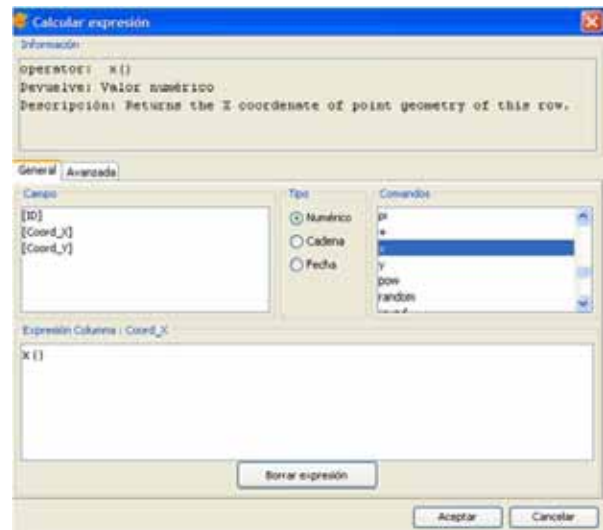 Calcular expresión
Información
operator: x()
Devuelve: Valor numérico
Descripción: Returns the X coordenate of point geometry of this row.
General Avanzada
Campo
[ID]
[Coord_X]
[Coord_Y]
Tipo
Numérico
Cadena
Fecha
Comandos
pi
x
y
pow
random
Expresión Columna : Coord_X
x()
Borrar expresión
Aceptar Cancelar